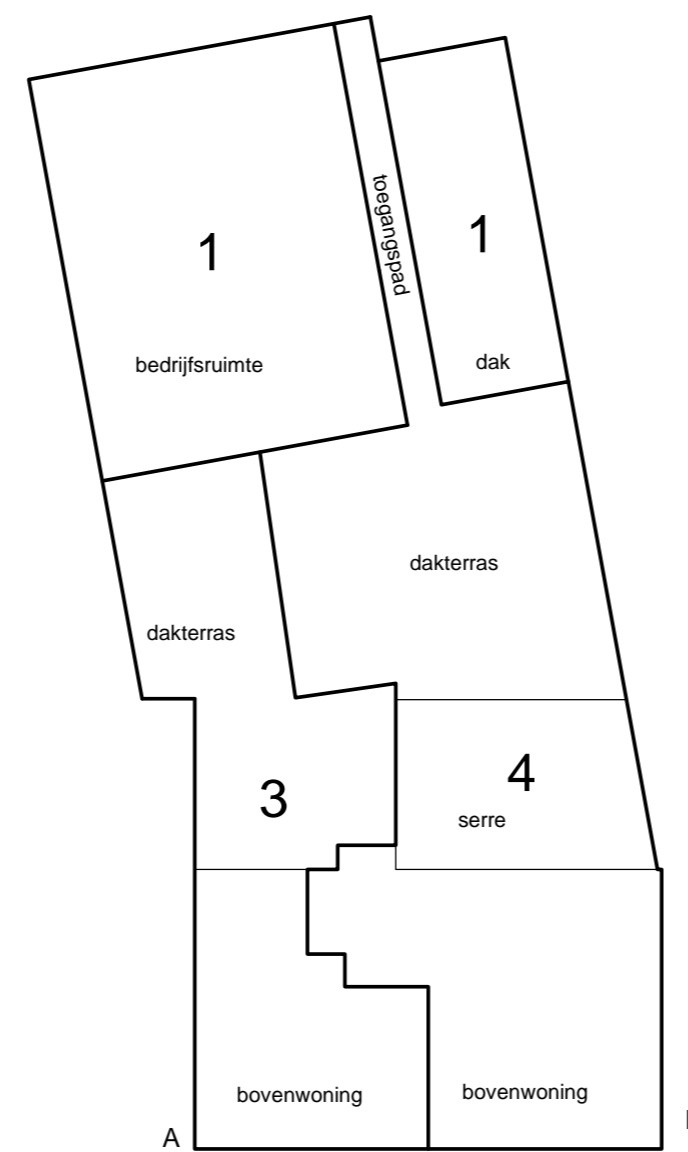 toegangspad
1
1
bedrijfsruimte
dak
dakterras
dakterras
4
3
serre
bovenwoning
bovenwoning
A